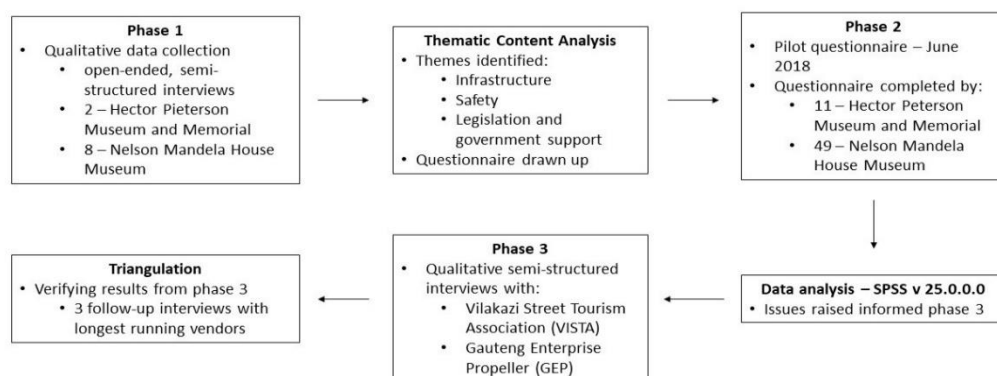 Phase 1
• Qualitative data collection
• open-ended, semi-
structured interviews
• 2 – Hector Pieterson
Museum and Memorial
• 8 – Nelson Mandela House
Museum
Thematic Content Analysis
• Themes identified:
• Infrastructure
• Safety
• Legislation and
government support
• Questionnaire drawn up
Phase 2
• Pilot questionnaire – June
2018
• Questionnaire completed by:
• 11 – Hector Peterson
Museum and Memorial
• 49 – Nelson Mandela House
Museum
Data analysis – SPSS v 25.0.0.0
• Issues raised informed phase 3
Phase 3
• Qualitative semi-structured
interviews with:
• Vilakazi Street Tourism
Association (VISTA)
• Gauteng Enterprise
Propeller (GEP)
Triangulation
• Verifying results from phase 3
• 3 follow-up interviews with
longest running vendors